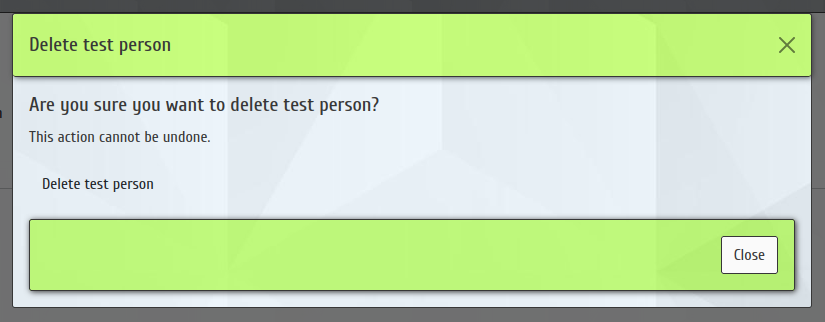 Delete test person
Are you sure you want to delete test person?
This action cannot be undone.
Delete test person
Close